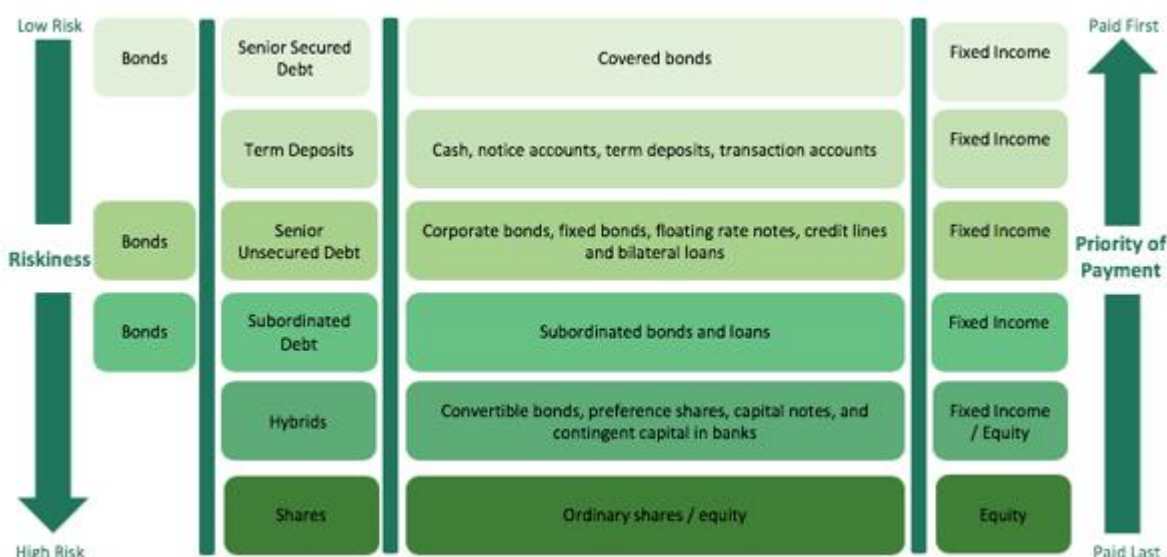 Low Risk
Paid First
Bonds
Senior Secured
Debt
Covered bonds
Fixed Income
Term Deposits
Cash, notice accounts, term deposits, transaction accounts
Fixed Income
Riskiness
Bonds
Senior
Unsecured Debt
Corporate bonds, fixed bonds, floating rate notes, credit lines
and bilateral loans
Fixed Income
Priority of
Payment
Bonds
Subordinated
Debt
Subordinated bonds and loans
Fixed Income
Hybrids
Convertible bonds, preference shares, capital notes, and
contingent capital in banks
Fixed Income
/ Equity
Shares
Ordinary shares / equity
Equity
High Risk
Paid Last